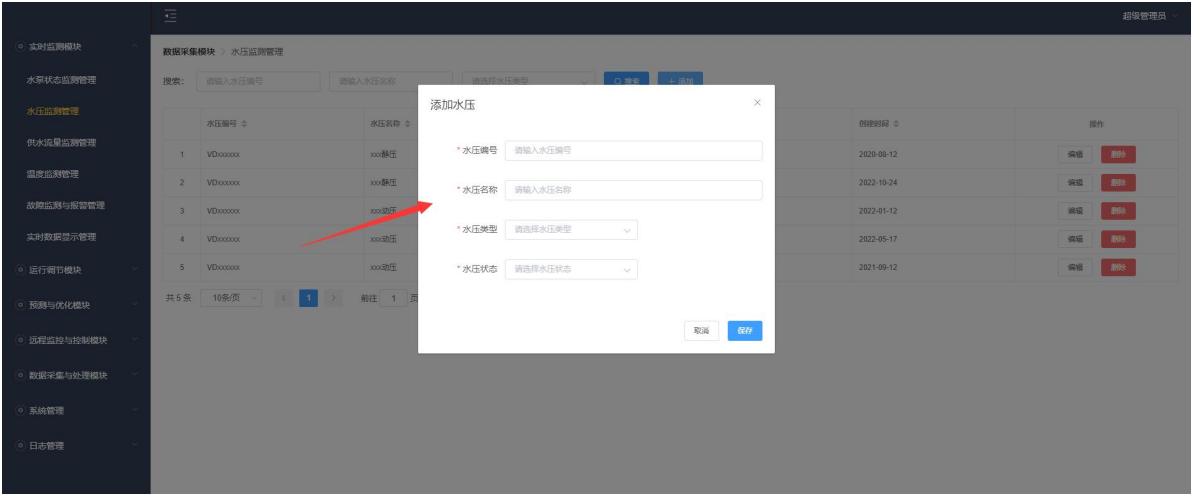 超级管理员
实时监测模块
水泵状态监测管理
水压监测管理
供水流量监测管理
温度监测管理
故障监测与报警管理
实时数据显示管理
运行调节模块
预测与优化模块
远程监控与控制模块
数据采集与处理模块
系统管理
日志管理
数据采集模块 > 水压监测管理
搜索: 请输入水压编号 请输入水压名称 请选择水压类型 搜索 + 添加
水压编号 水压名称 创建时间 操作
1 VDxxxxxx xxx静压 2020-08-12 编辑 删除
2 VDxxxxxx xxx静压 2022-10-24 编辑 删除
3 VDxxxxxx xxx动压 2022-01-12 编辑 删除
4 VDxxxxxx xxx动压 2022-05-17 编辑 删除
5 VDxxxxxx xxx动压 2021-09-12 编辑 删除
共 5 条 10条/页 < 1 > 前往 1 页
添加水压 ×
* 水压编号 请输入水压编号
* 水压名称 请输入水压名称
* 水压类型 请选择水压类型
* 水压状态 请选择水压状态
取消 保存